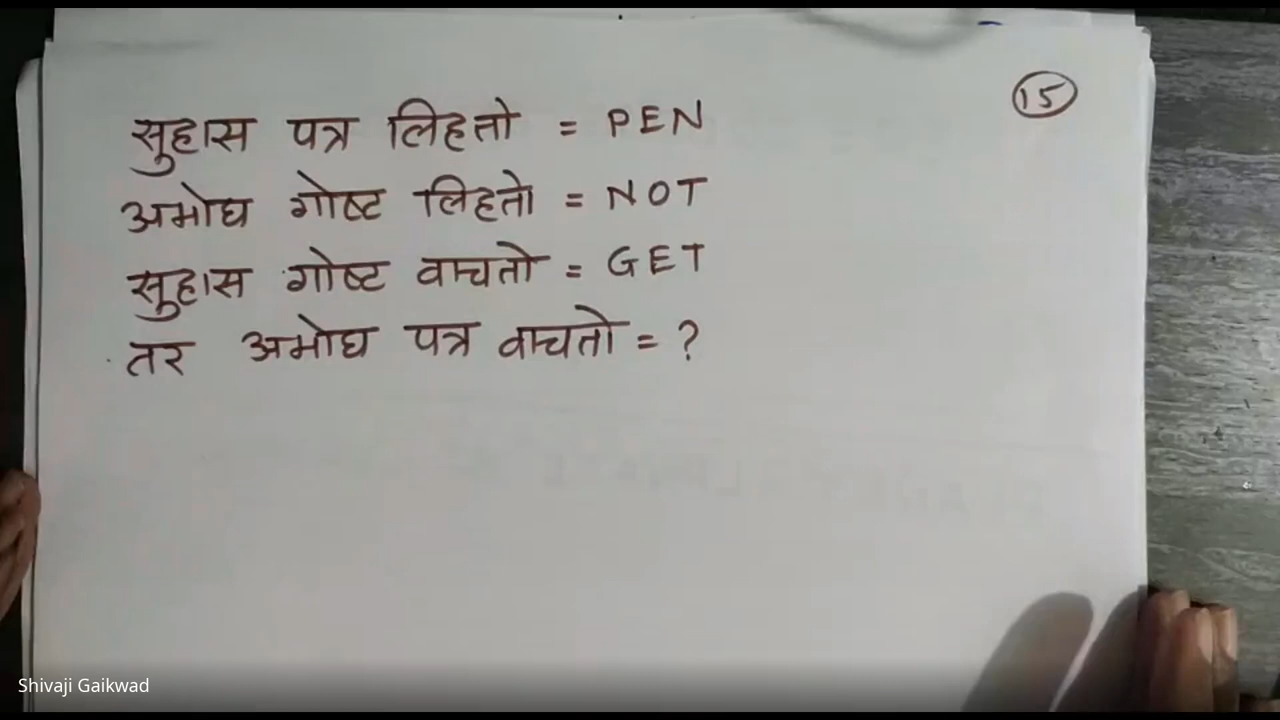 15
सुहास पत्र लिहतो = PEN
अमोघ गोष्ट लिहतो = NOT
सुहास गोष्ट वाचतो = GET
तर अमोघ पत्र वाचतो = ?
Shivaji Gaikwad